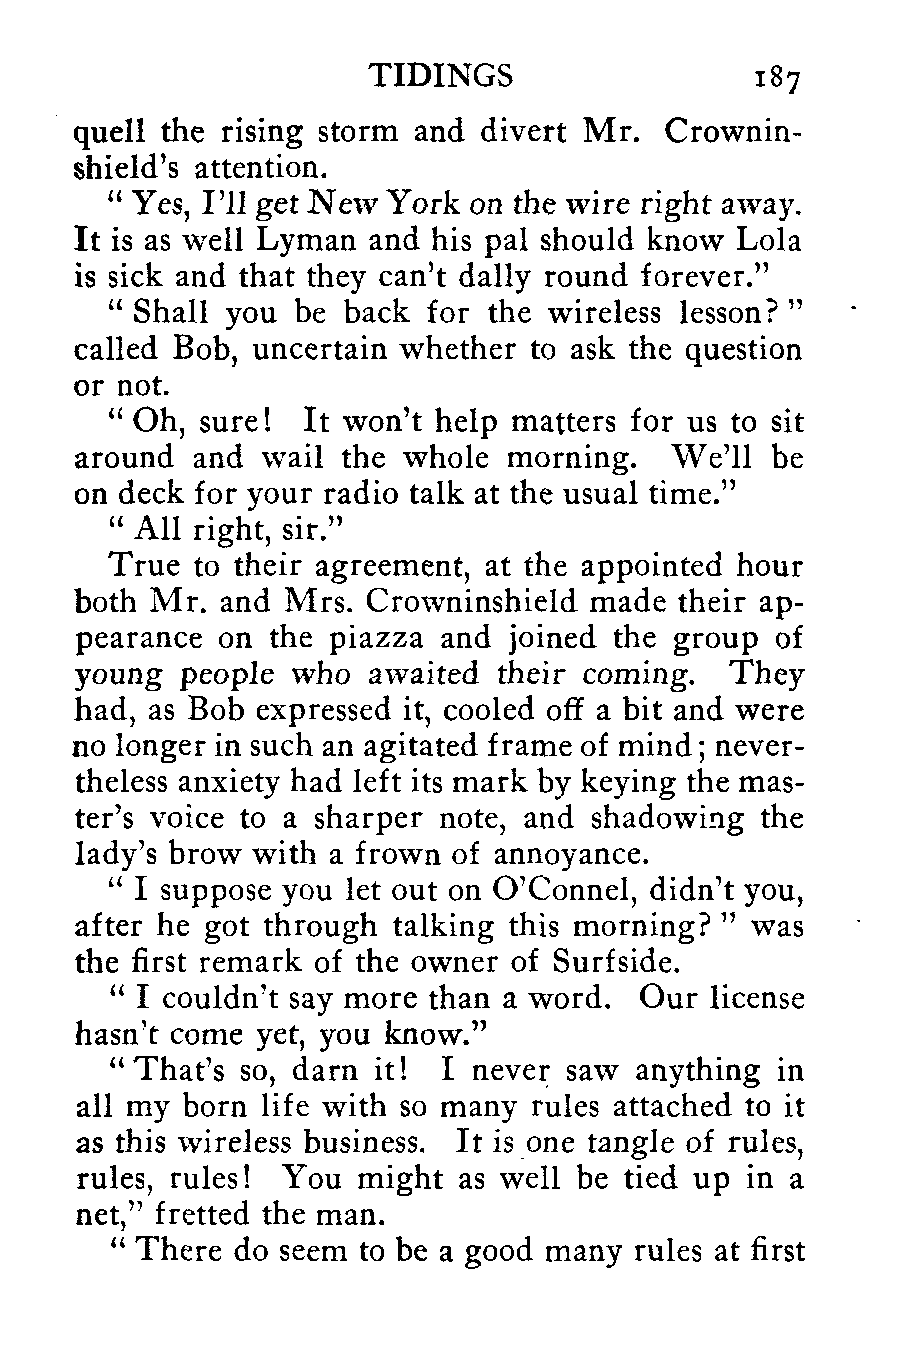 TIDINGS 187
quell the rising storm and divert Mr. Crownin-
shield's attention.
" Yes, I'll get New York on the wire right away.
It is as well Lyman and his pal should know Lola
is sick and that they can't dally round forever."
" Shall you be back for the wireless lesson? "
called Bob, uncertain whether to ask the question
or not.
" Oh, sure! It won't help matters for us to sit
around and wail the whole morning. We'll be
on deck for your radio talk at the usual time."
" All right, sir."
True to their agreement, at the appointed hour
both Mr. and Mrs. Crowninshield made their ap-
pearance on the piazza and joined the group of
young people who awaited their coming. They
had, as Bob expressed it, cooled off a bit and were
no longer in such an agitated frame of mind; never-
theless anxiety had left its mark by keying the mas-
ter's voice to a sharper note, and shadowing the
lady's brow with a frown of annoyance.
" I suppose you let out on O'Connel, didn't you,
after he got through talking this morning? " was
the first remark of the owner of Surfside.
" I couldn't say more than a word. Our license
hasn't come yet, you know."
" That's so, darn it! I never saw anything in
all my born life with so many rules attached to it
as this wireless business. It is one tangle of rules,
rules, rules! You might as well be tied up in a
net," fretted the man.
" There do seem to be a good many rules at first